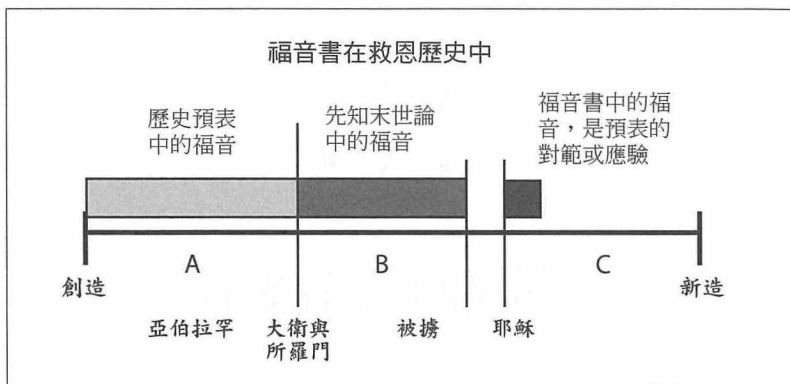 福音書在救恩歷史中
歷史預表
中的福音
先知末世論
中的福音
福音書中的福
音，是預表的
對範或應驗
A
B
C
創造
新造
亞伯拉罕
大衛與
所羅門
被擄
耶穌